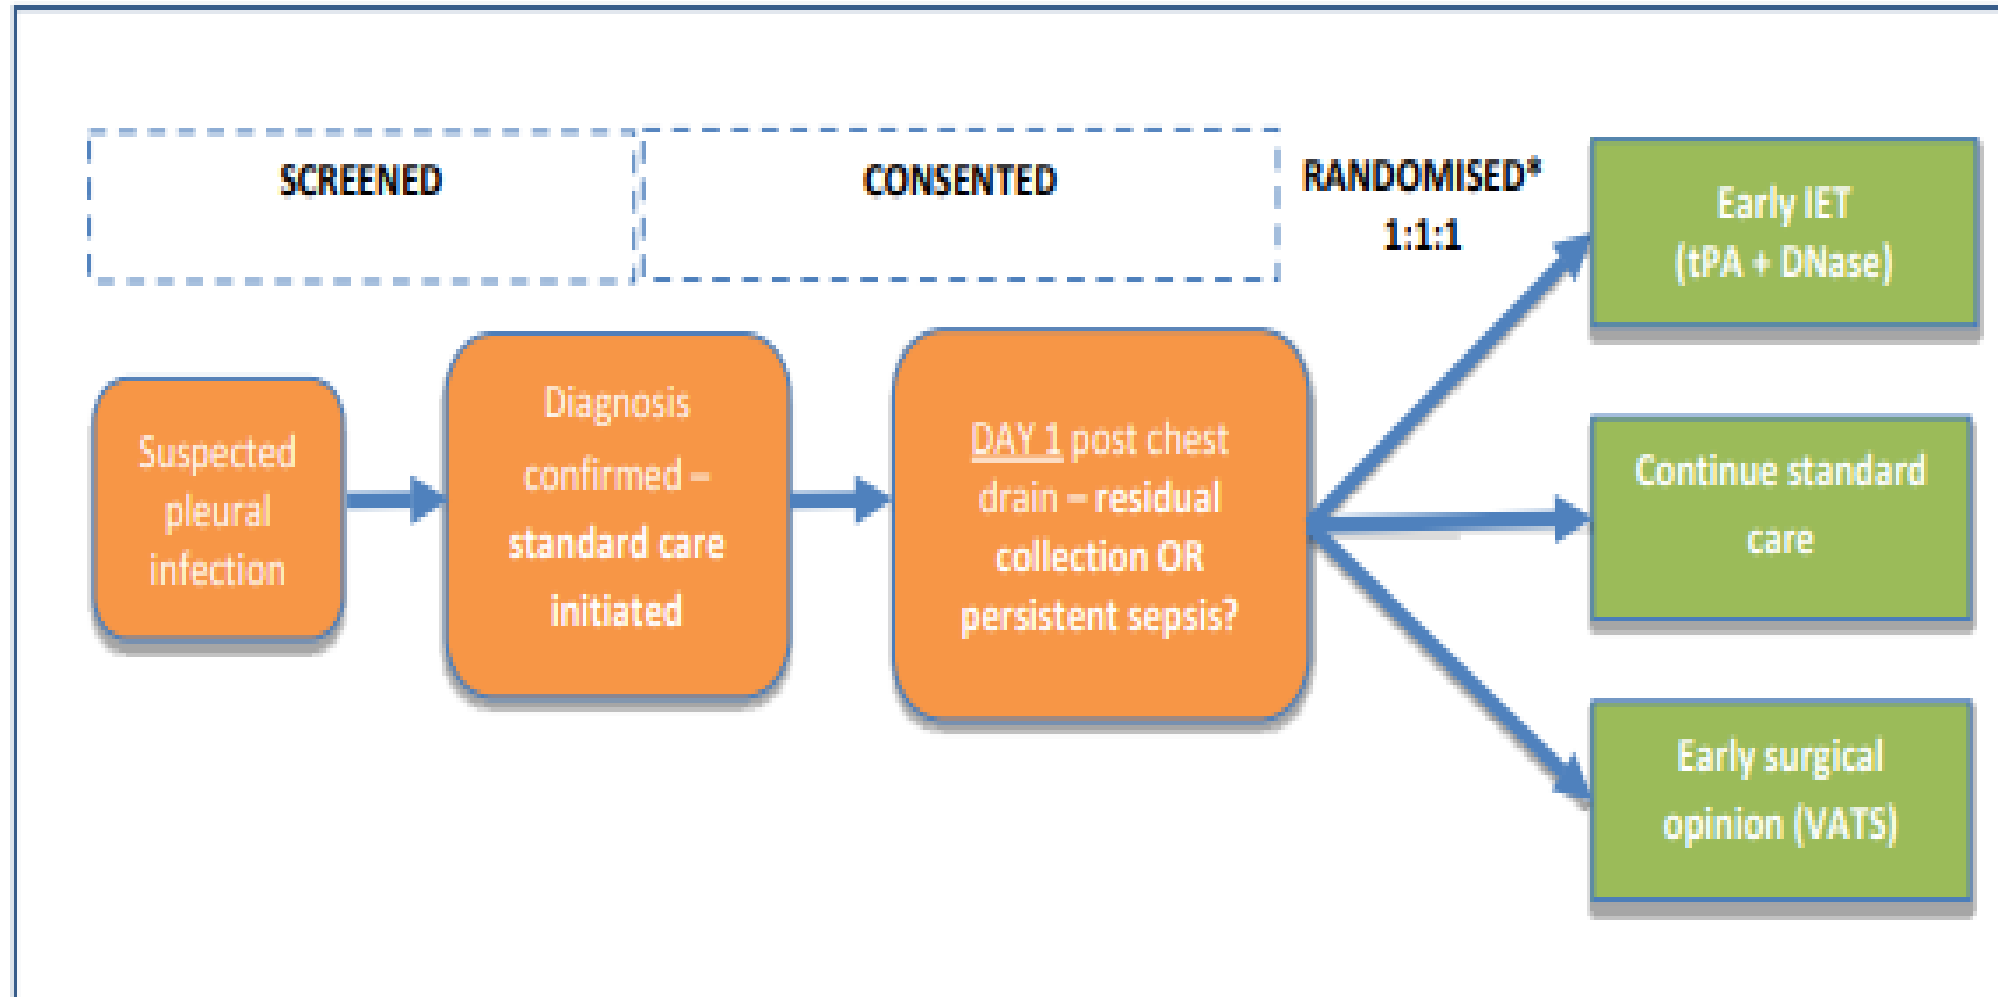 SCREENED
CONSENTED
RANDOMISED*
1:1:1
Suspected
pleural
infection
Diagnosis
confirmed –
standard care
initiated
DAY 1 post chest
drain – residual
collection OR
persistent sepsis?
Early IET
(tPA + DNase)
Continue standard
care
Early surgical
opinion (VATS)